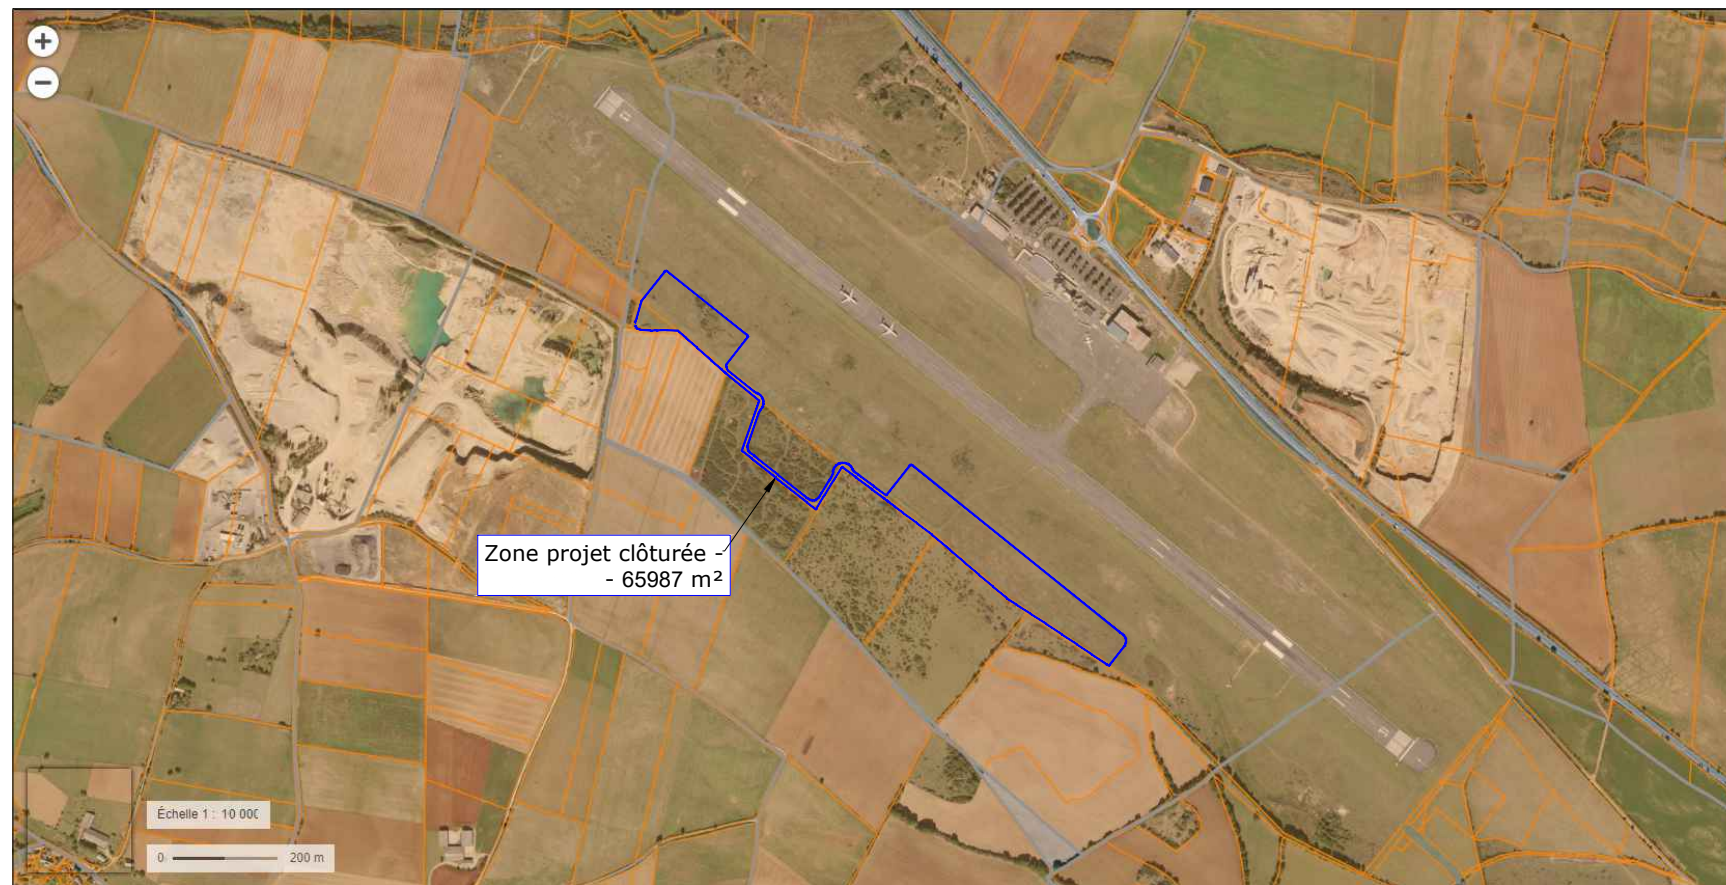 +
−
Zone projet clôturée -
- 65987 m²
Échelle 1 : 10 000
0
200 m